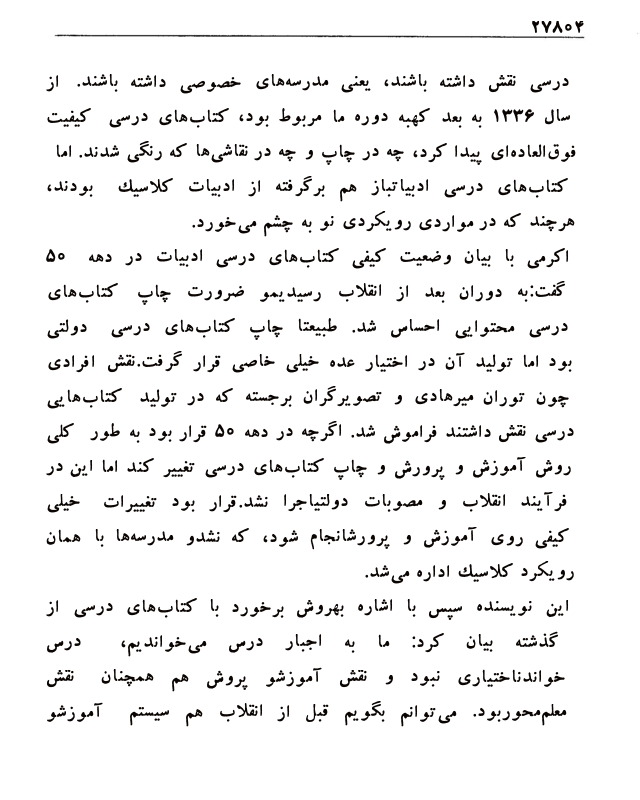 ۲۷۸۰۴
درسی نقش داشته باشند، یعنی مدرسه‌های خصوصی داشته باشند. از
سال ۱۳۳۶ به بعد کهبه دوره ما مربوط بود، کتاب‌های درسی کیفیت
فوق‌العاده‌ای پیدا کرد، چه در چاپ و چه در نقاشی‌ها که رنگی شدند. اما
کتاب‌های درسی ادبیاتباز هم برگرفته از ادبیات کلاسیك بودند،
هرچند که در مواردی رویکردی نو به چشم می‌خورد.
اکرمی با بیان وضعیت کیفی کتاب‌های درسی ادبیات در دهه ۵۰
گفت:به دوران بعد از انقلاب رسیدیمو ضرورت چاپ کتاب‌های
درسی محتوایی احساس شد. طبیعتا چاپ کتاب‌های درسی دولتی
بود اما تولید آن در اختیار عده خیلی خاصی قرار گرفت.نقش افرادی
چون توران میرهادی و تصویرگران برجسته که در تولید کتاب‌هایی
درسی نقش داشتند فراموش شد. اگرچه در دهه ۵۰ قرار بود به طور کلی
روش آموزش و پرورش و چاپ کتاب‌های درسی تغییر کند اما این در
فرآیند انقلاب و مصوبات دولتیاجرا نشد.قرار بود تغییرات خیلی
کیفی روی آموزش و پرورشانجام شود، که نشدو مدرسه‌ها با همان
رویکرد کلاسیك اداره می‌شد.
این نویسنده سپس با اشاره بهروش برخورد با کتاب‌های درسی از
گذشته بیان کرد: ما به اجبار درس می‌خواندیم، درس
خواندناختیاری نبود و نقش آموزشو پروش هم همچنان نقش
معلم‌محوربود. می‌توانم بگویم قبل از انقلاب هم سیستم آموزشو